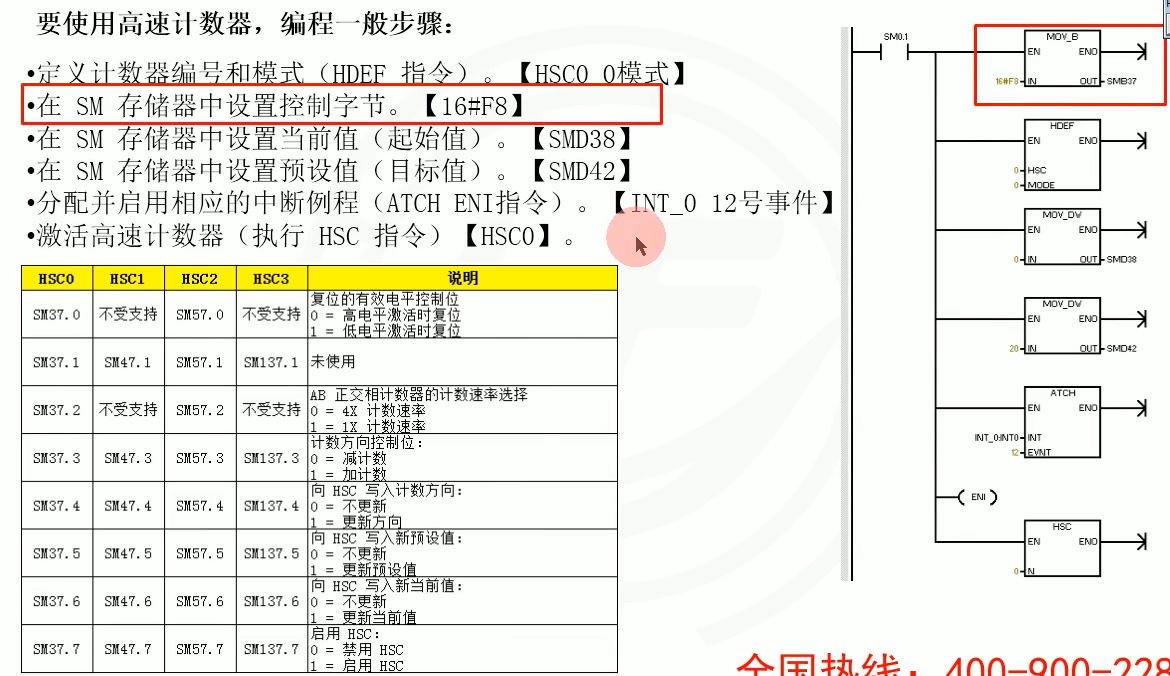 要使用高速计数器，编程一般步骤：
•定义计数器编号和模式（HDEF 指令）。【HSC0 0模式】
•在 SM 存储器中设置控制字节。【16#F8】
•在 SM 存储器中设置当前值（起始值）。【SMD38】
•在 SM 存储器中设置预设值（目标值）。【SMD42】
•分配并启用相应的中断例程（ATCH ENI指令）。【INT_0 12号事件】
•激活高速计数器（执行 HSC 指令）【HSC0】。
HSC0 HSC1 HSC2 HSC3 说明
SM37.0 不受支持 SM57.0 不受支持 复位的有效电平控制位
0 = 高电平激活时复位
1 = 低电平激活时复位
SM37.1 SM47.1 SM57.1 SM137.1 未使用
SM37.2 不受支持 SM57.2 不受支持 AB 正交相计数器的计数速率选择
0 = 4X 计数速率
1 = 1X 计数速率
SM37.3 SM47.3 SM57.3 SM137.3 计数方向控制位：
0 = 减计数
1 = 加计数
SM37.4 SM47.4 SM57.4 SM137.4 向 HSC 写入计数方向：
0 = 不更新
1 = 更新方向
SM37.5 SM47.5 SM57.5 SM137.5 向 HSC 写入新预设值：
0 = 不更新
1 = 更新预设值
SM37.6 SM47.6 SM57.6 SM137.6 向 HSC 写入新当前值：
0 = 不更新
1 = 更新当前值
SM37.7 SM47.7 SM57.7 SM137.7 启用 HSC：
0 = 禁用 HSC
1 = 启用 HSC
SM0.1
MOV_B
EN ENO
16#F8 IN OUT SMB37
HDEF
EN ENO
0 HSC
0 MODE
MOV_DW
EN ENO
0 IN OUT SMD38
MOV_DW
EN ENO
20 IN OUT SMD42
ATCH
EN ENO
INT_0:INT0 INT
12 EVNT
ENI
HSC
EN ENO
0 N
全国热线：400-900-228